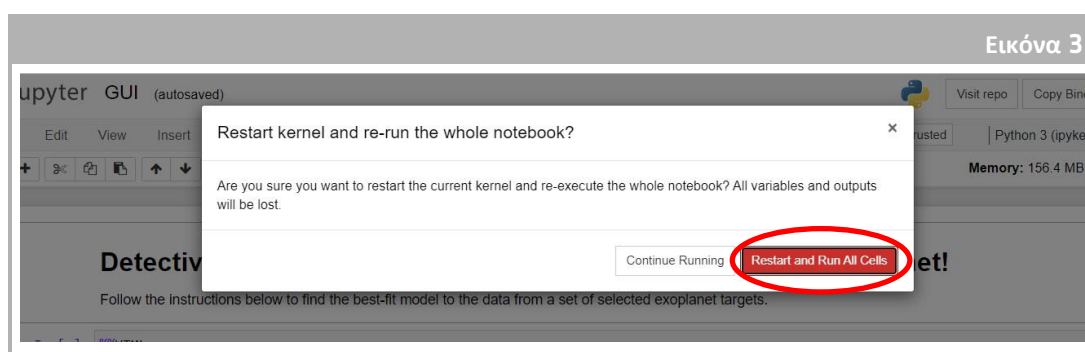 Εικόνα 3
upyter GUI (autosaved)
Visit repo Copy Bin
Edit View Insert
rusted Python 3 (ipyke
Restart kernel and re-run the whole notebook? ×
Memory: 156.4 MB
Are you sure you want to restart the current kernel and re-execute the whole notebook? All variables and outputs
will be lost.
Continue Running Restart and Run All Cells
Detectiv et!
Follow the instructions below to find the best-fit model to the data from a set of selected exoplanet targets.